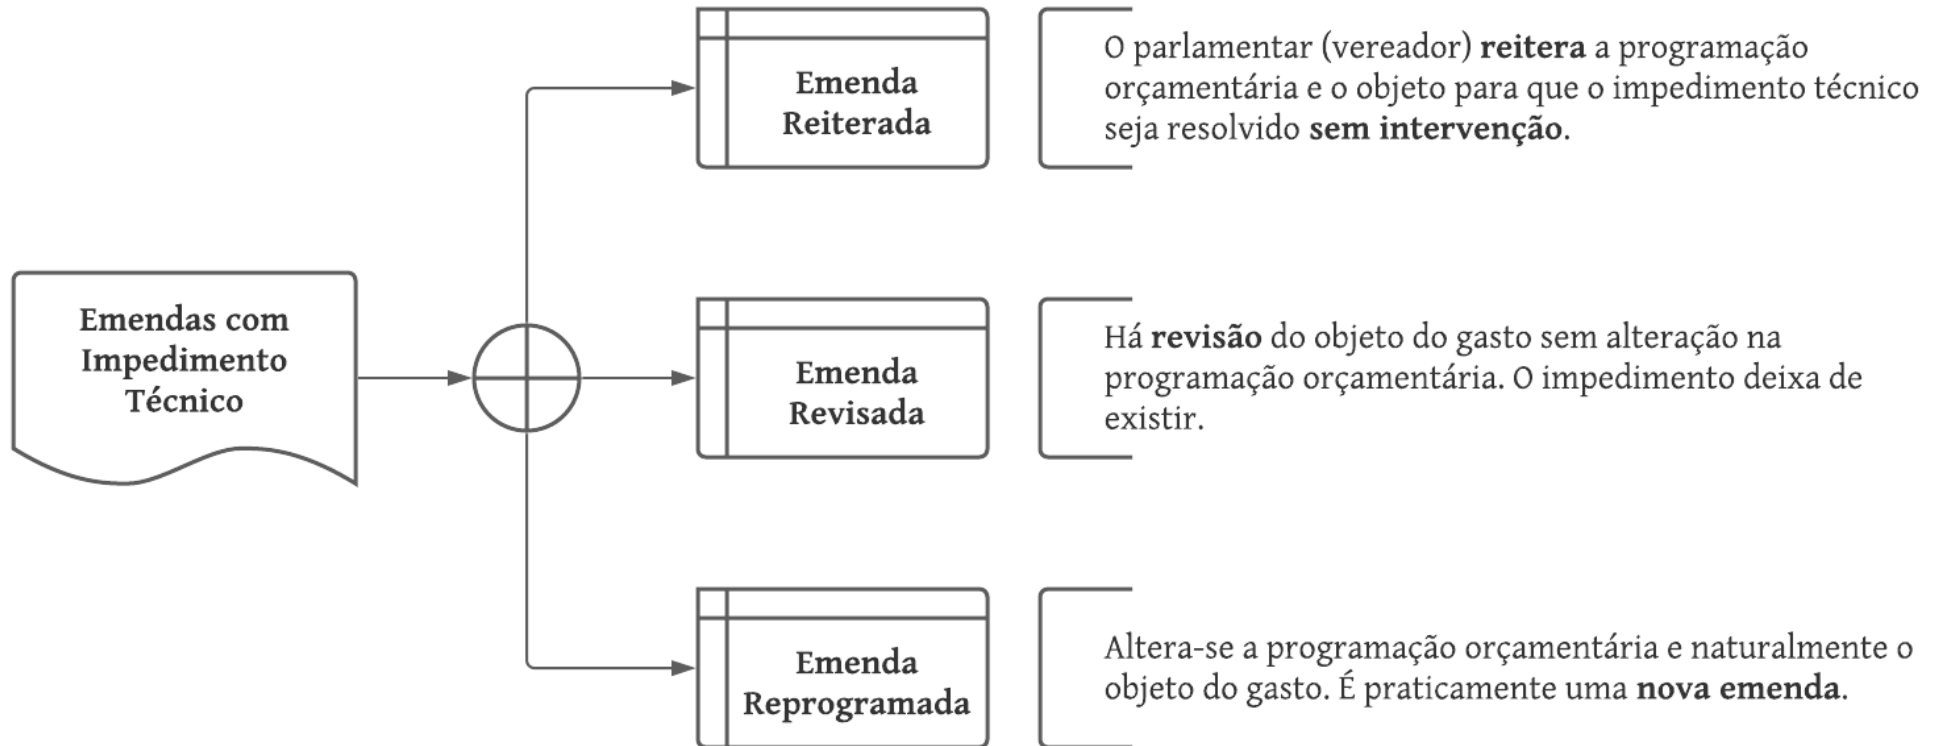 Emenda
Reiterada
O parlamentar (vereador) reitera a programação
orçamentária e o objeto para que o impedimento técnico
seja resolvido sem intervenção.
Emendas com
Impedimento
Técnico
Emenda
Revisada
Há revisão do objeto do gasto sem alteração na
programação orçamentária. O impedimento deixa de
existir.
Emenda
Reprogramada
Altera-se a programação orçamentária e naturalmente o
objeto do gasto. É praticamente uma nova emenda.